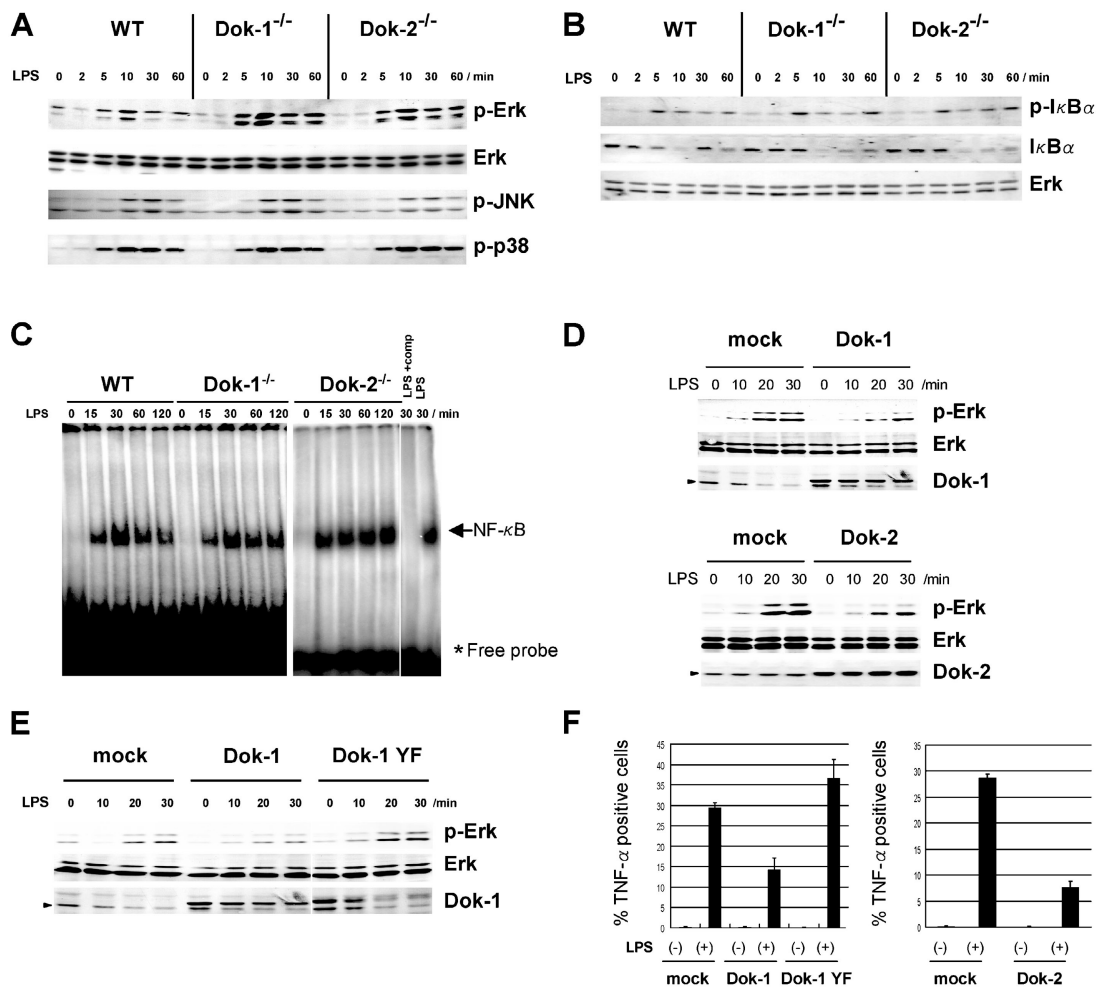 A
WT Dok-1-/- Dok-2-/-
LPS 0 2 5 10 30 60 0 2 5 10 30 60 0 2 5 10 30 60 / min
p-Erk
Erk
p-JNK
p-p38
B
WT Dok-1-/- Dok-2-/-
LPS 0 2 5 10 30 60 0 2 5 10 30 60 0 2 5 10 30 60 / min
p-IκBα
IκBα
Erk
C
WT Dok-1-/- Dok-2-/- LPS +comp LPS
LPS 0 15 30 60 120 0 15 30 60 120 0 15 30 60 120 30 30 / min
NF-κB
* Free probe
D
mock Dok-1
LPS 0 10 20 30 0 10 20 30 /min
p-Erk
Erk
Dok-1
mock Dok-2
LPS 0 10 20 30 0 10 20 30 /min
p-Erk
Erk
Dok-2
E
mock Dok-1 Dok-1 YF
LPS 0 10 20 30 0 10 20 30 0 10 20 30 /min
p-Erk
Erk
Dok-1
F
% TNF-α positive cells
45
40
35
30
25
20
15
10
5
0
LPS (-) (+) (-) (+) (-) (+)
mock Dok-1 Dok-1 YF
% TNF-α positive cells
35
30
25
20
15
10
5
0
(-) (+) (-) (+)
mock Dok-2